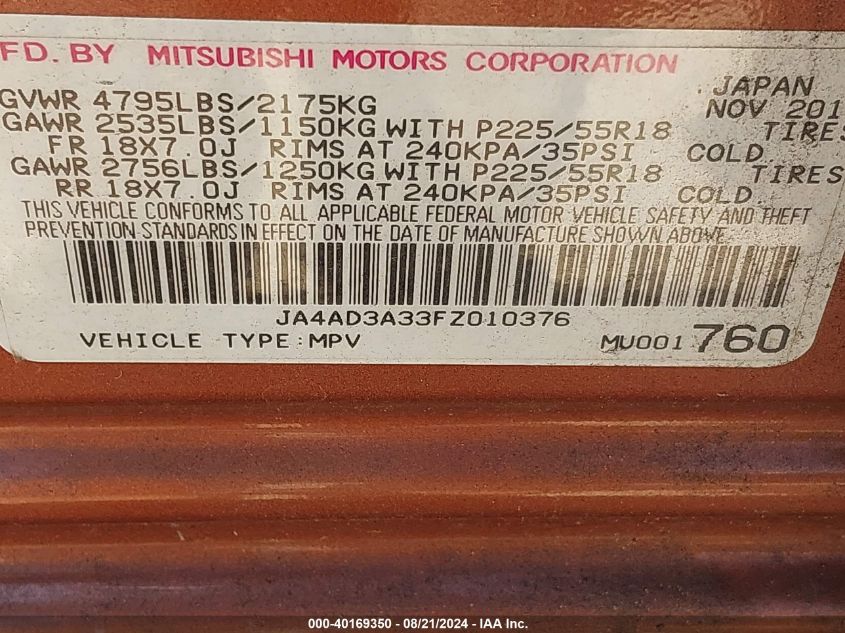 FD. BY MITSUBISHI MOTORS CORPORATION
JAPAN
GVWR 4795LBS/2175KG NOV 201
GAWR 2535LBS/1150KG WITH P225/55R18 TIRES
FR 18X7.0J RIMS AT 240KPA/35PSI COLD
GAWR 2756LBS/1250KG WITH P225/55R18 TIRES
RR 18X7.0J RIMS AT 240KPA/35PSI COLD
THIS VEHICLE CONFORMS TO ALL APPLICABLE FEDERAL MOTOR VEHICLE SAFETY AND THEFT
PREVENTION STANDARDS IN EFFECT ON THE DATE OF MANUFACTURE SHOWN ABOVE.
JA4AD3A33FZ010376
VEHICLE TYPE:MPV MU001760
000-40169350 - 08/21/2024 - IAA Inc.